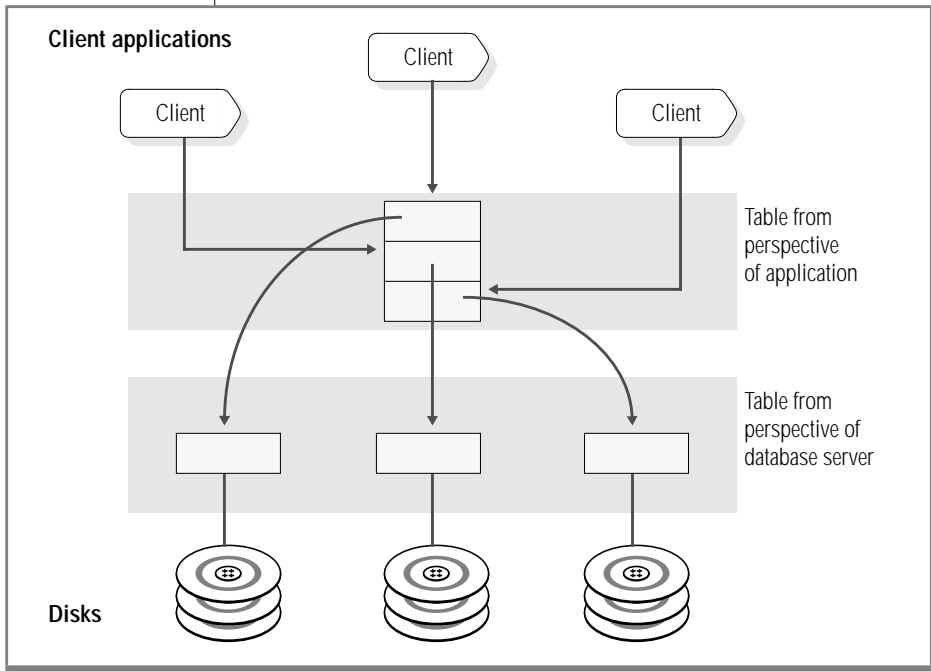 Client applications
Client
Client
Client
Table from
perspective
of application
Table from
perspective of
database server
Disks